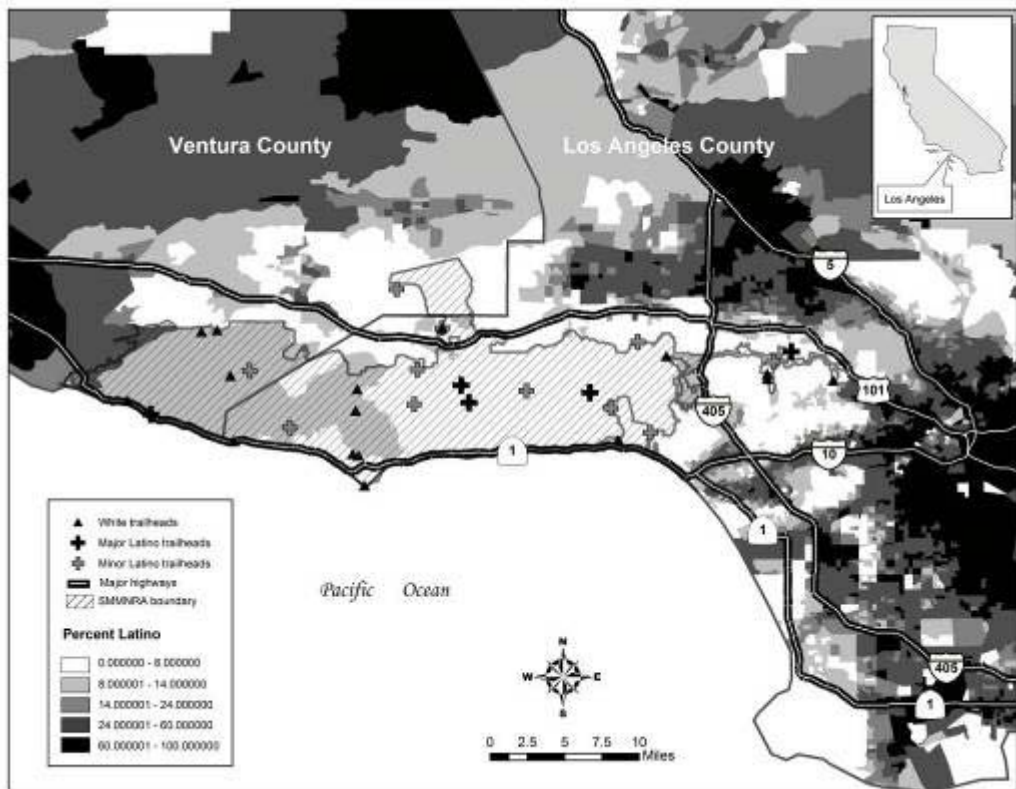 Ventura County
Los Angeles County
Los Angeles
5
101
405
10
1
1
405
1
White trailheads
Major Latino trailheads
Minor Latino trailheads
Major highways
SMMNRA boundary
Percent Latino
0.000000 - 8.000000
8.000001 - 14.000000
14.000001 - 24.000000
24.000001 - 60.000000
60.000001 - 100.000000
Pacific Ocean
N
W E
S
0 2.5 5 7.5 10
Miles